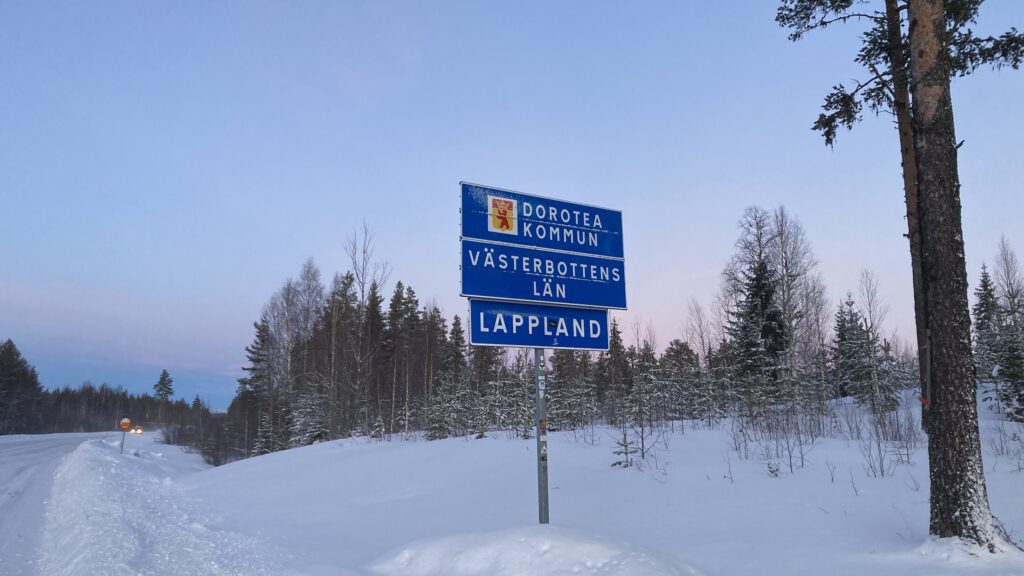 DOROTEA
KOMMUN
VÄSTERBOTTENS
LÄN
LAPPLAND